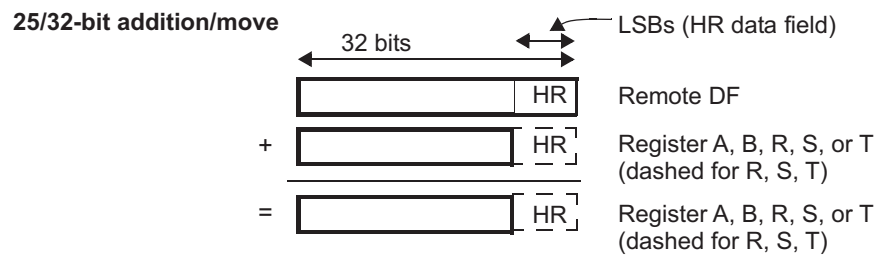 25/32-bit addition/move
LSBs (HR data field)
32 bits
HR
Remote DF
+
HR
Register A, B, R, S, or T
(dashed for R, S, T)
=
HR
Register A, B, R, S, or T
(dashed for R, S, T)